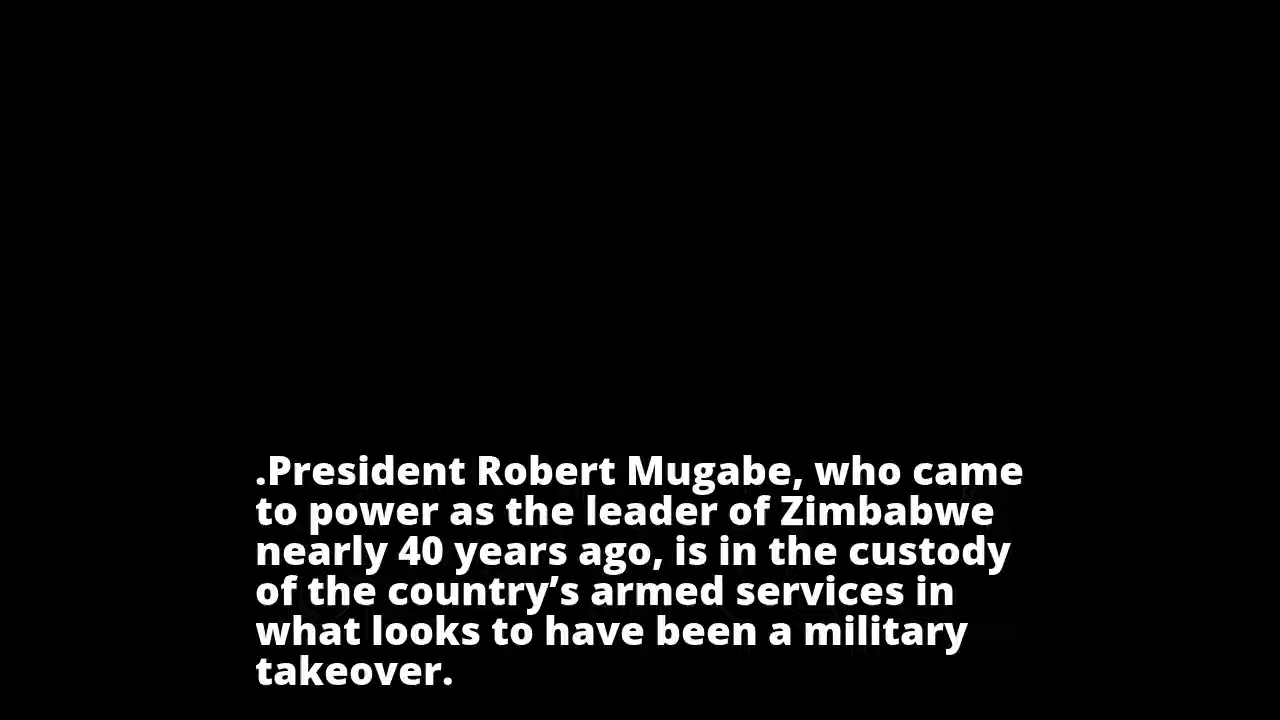 .President Robert Mugabe, who came
to power as the leader of Zimbabwe
nearly 40 years ago, is in the custody
of the country’s armed services in
what looks to have been a military
takeover.